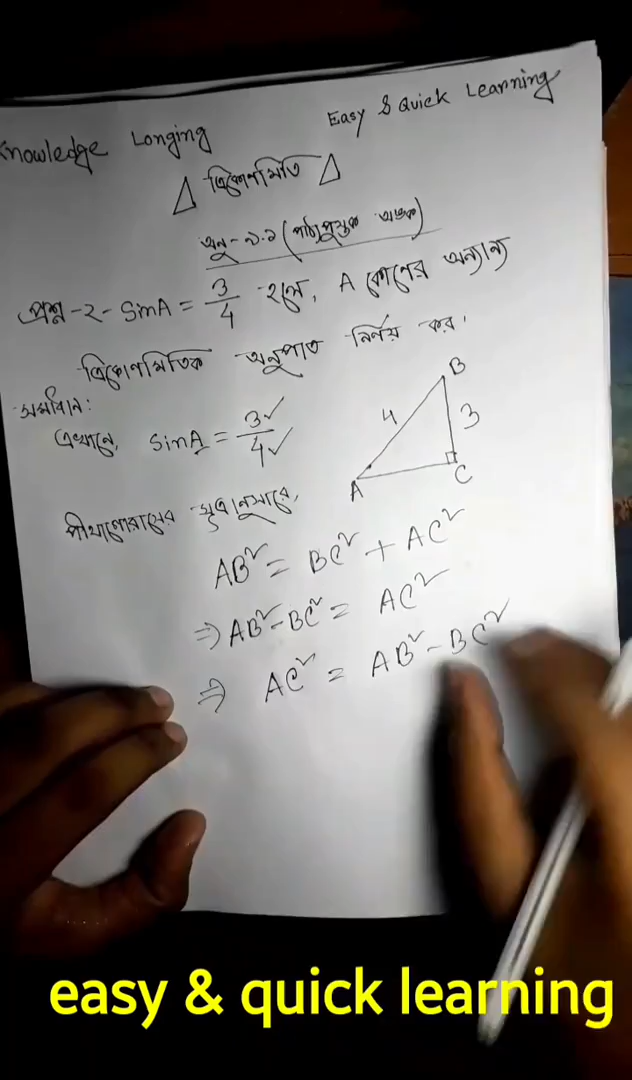 Knowledge Longing
Easy & Quick Learning
△ ত্রিকোণমিতি △
অনু-৯.১ (পাঠ্যপুস্তক অঙ্ক)
প্রশ্ন-২- sinA = 3/4 হলে, A কোণের অন্যান্য
ত্রিকোণমিতিক অনুপাত নির্ণয় কর।
সমাধান:
এখানে, sinA = 3✓/4✓
B
4
3
A
C
পীথাগোরাসের সূত্রানুসারে,
AB² = BC² + AC²
⇒ AB² - BC² = AC²
⇒ AC² = AB² - BC²
easy & quick learning